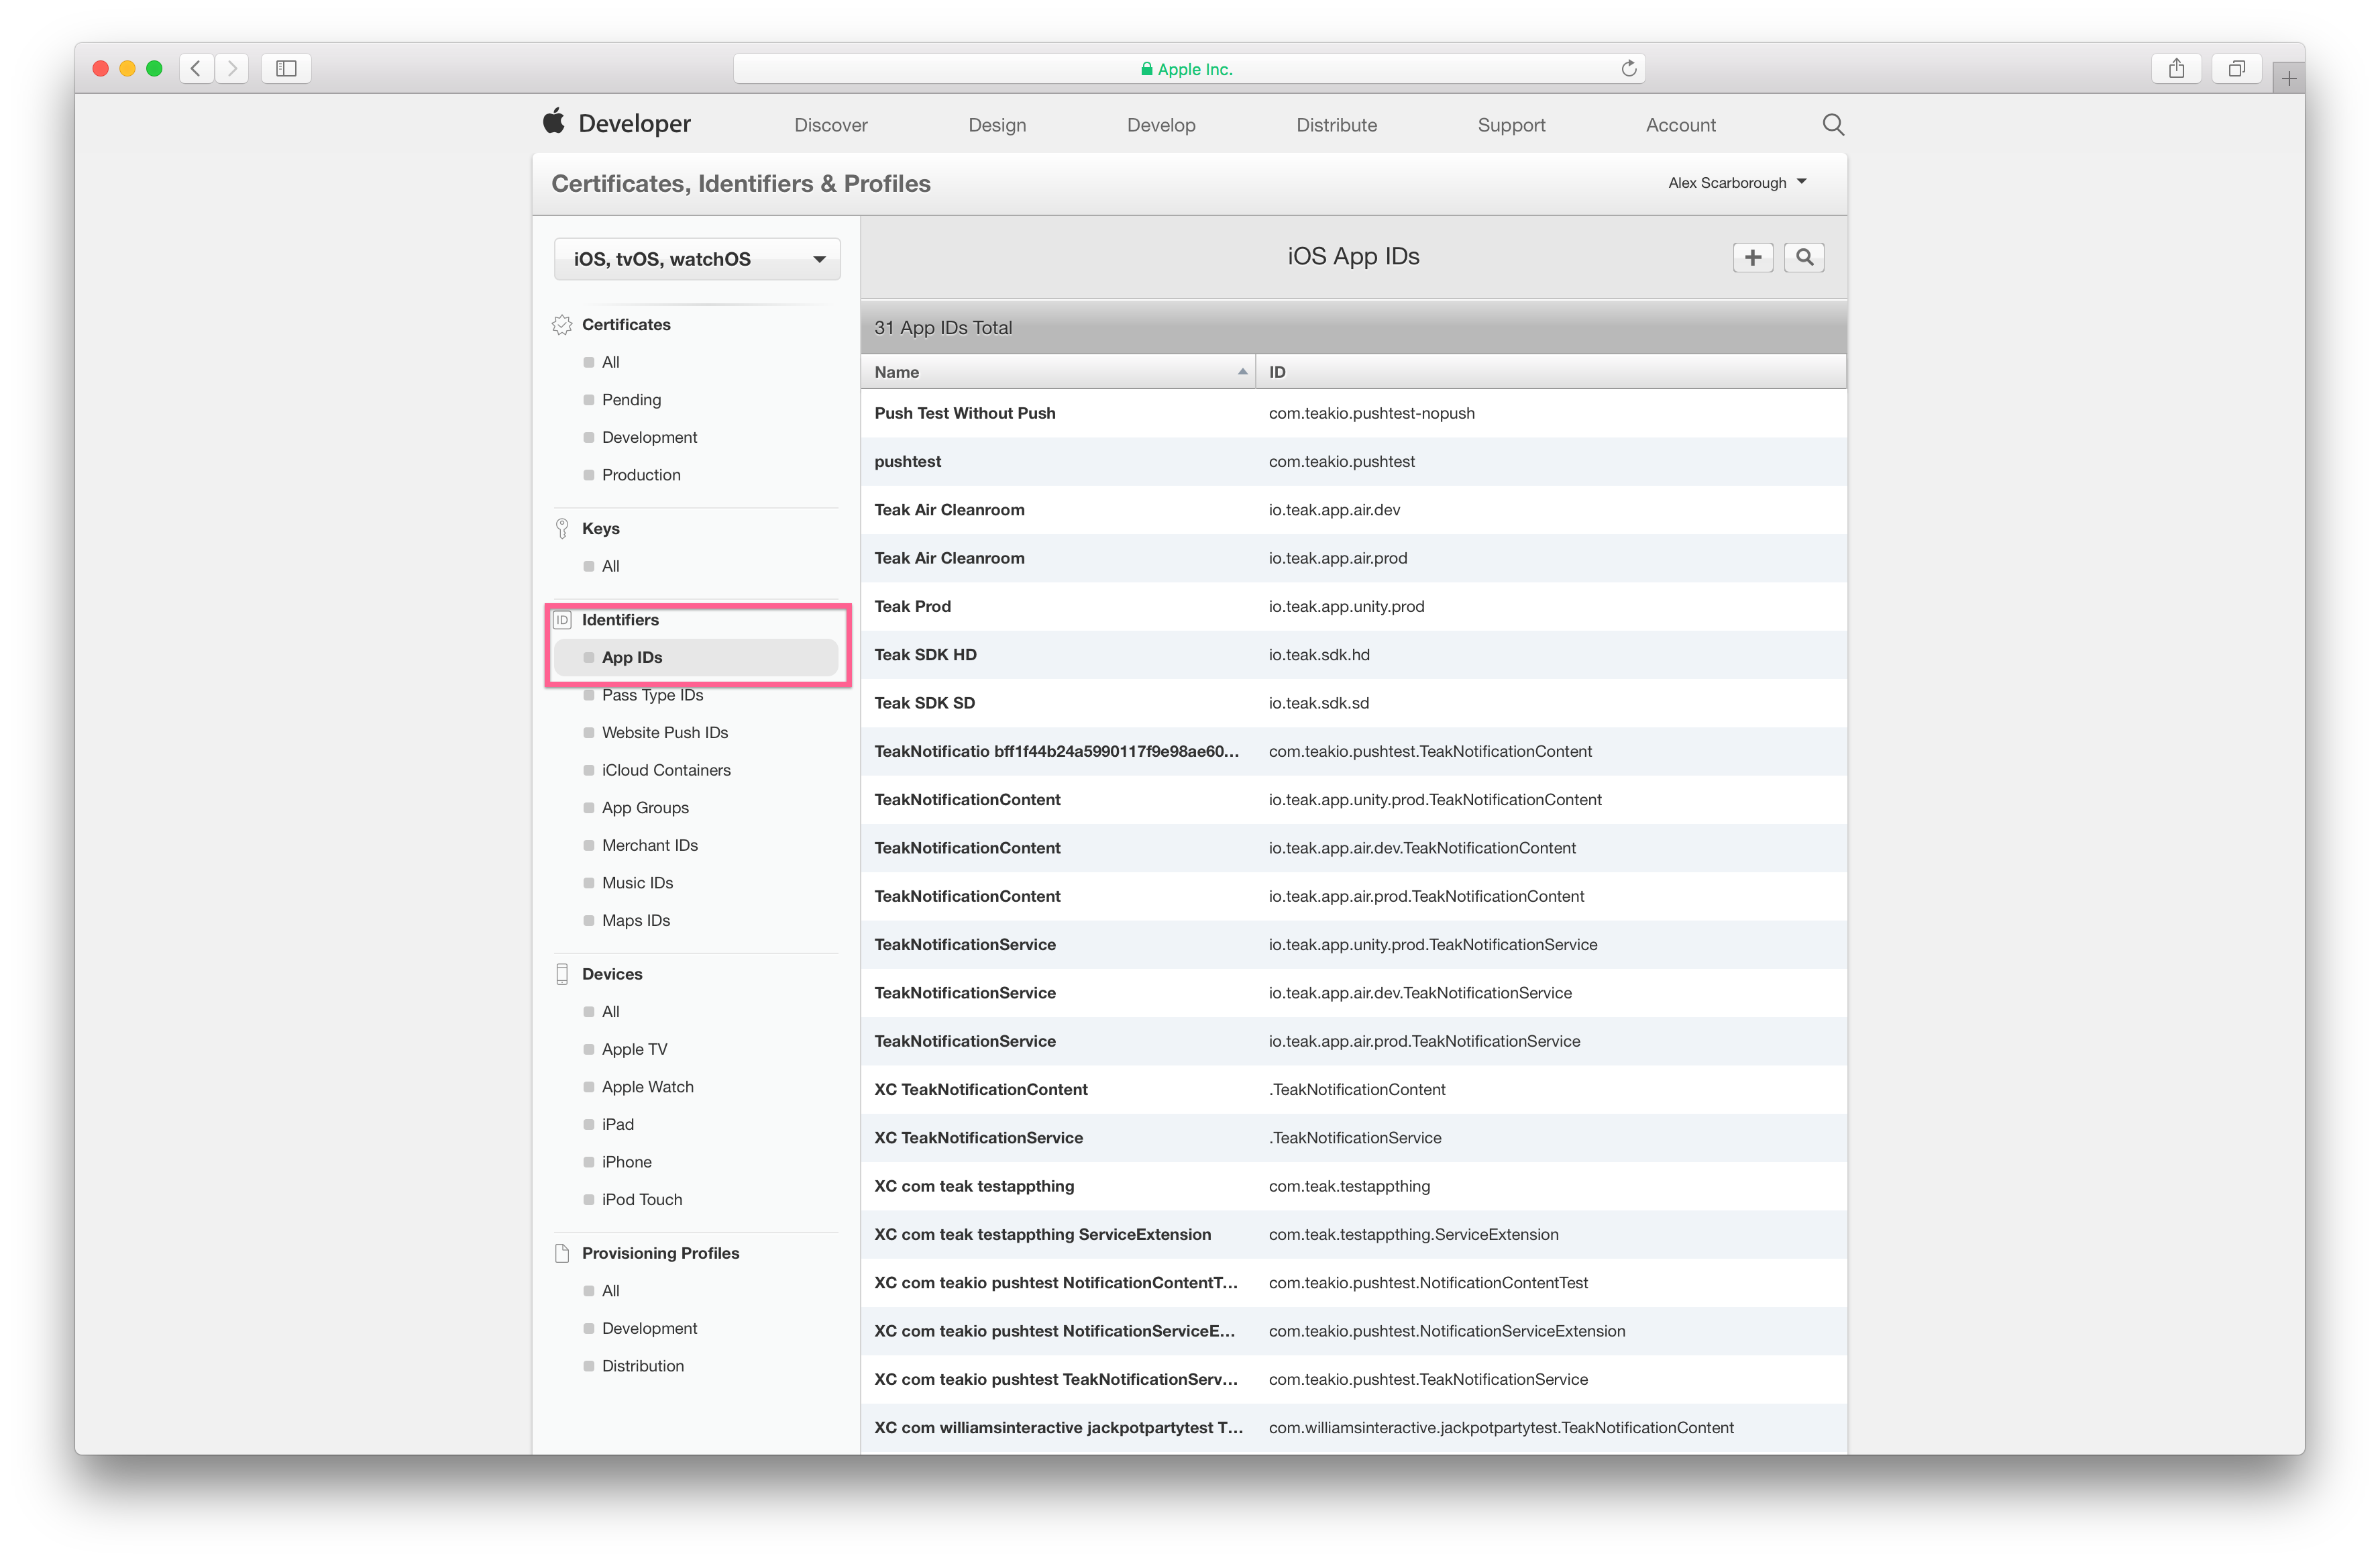 Apple Inc.
Developer
Discover
Design
Develop
Distribute
Support
Account
Certificates, Identifiers & Profiles
Alex Scarborough
iOS, tvOS, watchOS
Certificates
All
Pending
Development
Production
Keys
All
ID Identifiers
App IDs
Pass Type IDs
Website Push IDs
iCloud Containers
App Groups
Merchant IDs
Music IDs
Maps IDs
Devices
All
Apple TV
Apple Watch
iPad
iPhone
iPod Touch
Provisioning Profiles
All
Development
Distribution
iOS App IDs
31 App IDs Total
Name ID
Push Test Without Push com.teakio.pushtest-nopush
pushtest com.teakio.pushtest
Teak Air Cleanroom io.teak.app.air.dev
Teak Air Cleanroom io.teak.app.air.prod
Teak Prod io.teak.app.unity.prod
Teak SDK HD io.teak.sdk.hd
Teak SDK SD io.teak.sdk.sd
TeakNotificatio bff1f44b24a5990117f9e98ae60... com.teakio.pushtest.TeakNotificationContent
TeakNotificationContent io.teak.app.unity.prod.TeakNotificationContent
TeakNotificationContent io.teak.app.air.dev.TeakNotificationContent
TeakNotificationContent io.teak.app.air.prod.TeakNotificationContent
TeakNotificationService io.teak.app.unity.prod.TeakNotificationService
TeakNotificationService io.teak.app.air.dev.TeakNotificationService
TeakNotificationService io.teak.app.air.prod.TeakNotificationService
XC TeakNotificationContent .TeakNotificationContent
XC TeakNotificationService .TeakNotificationService
XC com teak testappthing com.teak.testappthing
XC com teak testappthing ServiceExtension com.teak.testappthing.ServiceExtension
XC com teakio pushtest NotificationContentT... com.teakio.pushtest.NotificationContentTest
XC com teakio pushtest NotificationServiceE... com.teakio.pushtest.NotificationServiceExtension
XC com teakio pushtest TeakNotificationServ... com.teakio.pushtest.TeakNotificationService
XC com williamsinteractive jackpotpartytest T... com.williamsinteractive.jackpotpartytest.TeakNotificationContent